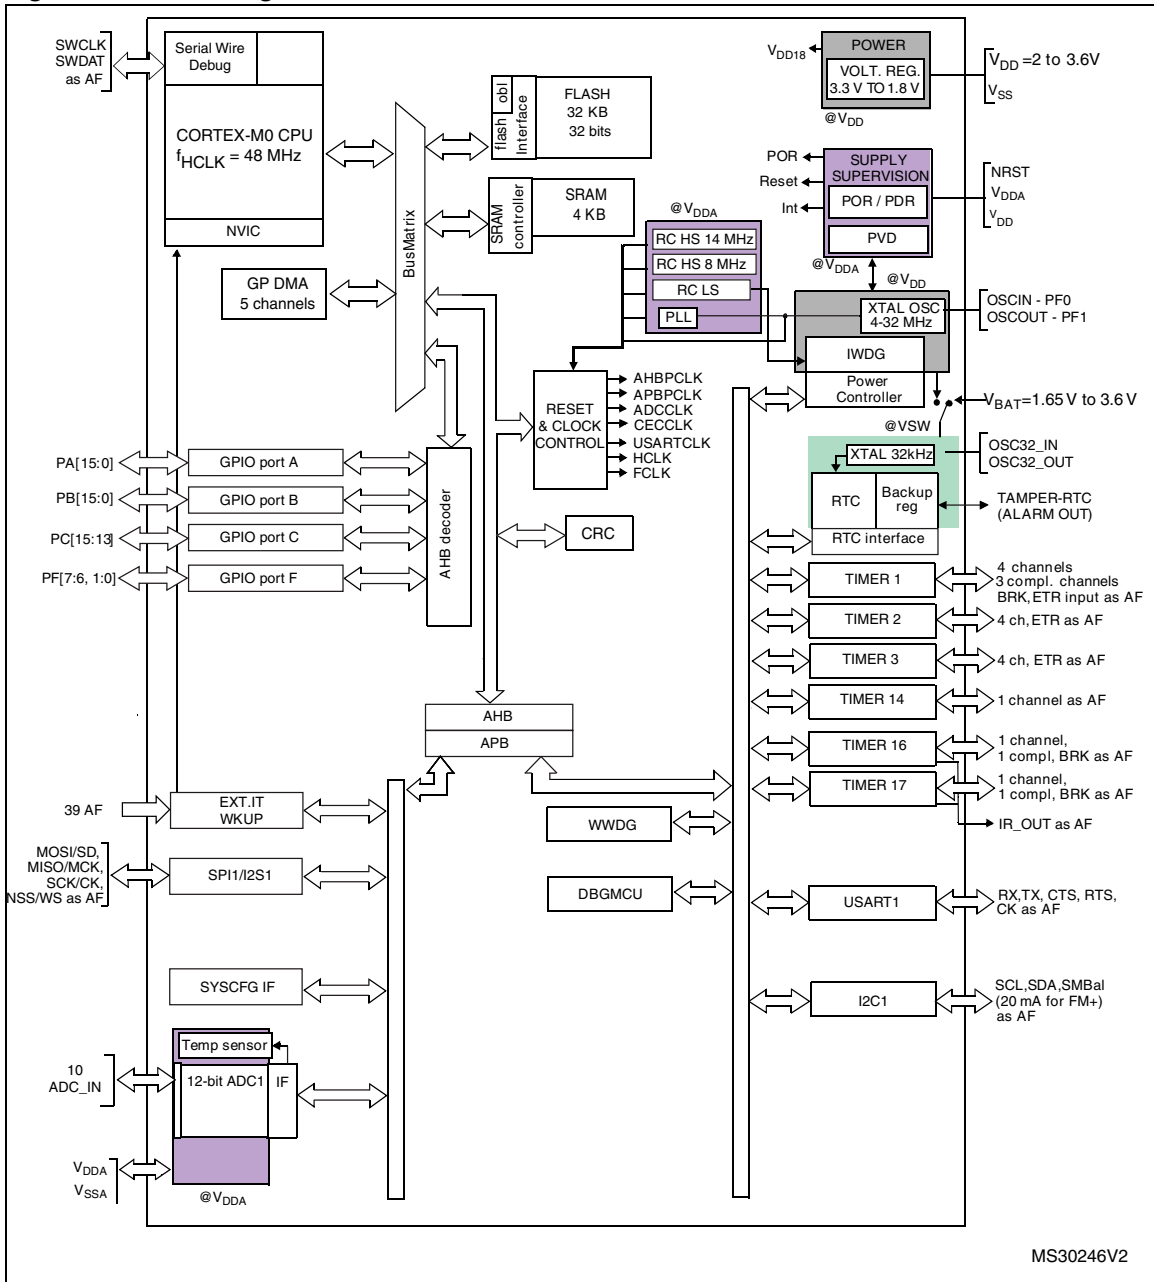 SWCLK
SWDAT
as AF
Serial Wire
Debug
CORTEX-M0 CPU
fHCLK = 48 MHz
NVIC
GP DMA
5 channels
BusMatrix
flash
obl
Interface
FLASH
32 KB
32 bits
SRAM
controller
SRAM
4 KB
VDD18
POWER
VOLT. REG.
3.3 V TO 1.8 V
@VDD
VDD =2 to 3.6V
VSS
POR
Reset
Int
SUPPLY
SUPERVISION
POR / PDR
PVD
@VDDA
NRST
VDDA
VDD
@VDDA
RC HS 14 MHz
RC HS 8 MHz
RC LS
PLL
@VDD
XTAL OSC
4-32 MHz
IWDG
Power
Controller
OSCIN - PF0
OSCOUT - PF1
VBAT=1.65 V to 3.6 V
@VSW
RESET
& CLOCK
CONTROL
AHBPCLK
APBPCLK
ADCCLK
CECCLK
USARTCLK
HCLK
FCLK
XTAL 32kHz
RTC
Backup
reg
RTC interface
OSC32_IN
OSC32_OUT
TAMPER-RTC
(ALARM OUT)
PA[15:0]
GPIO port A
PB[15:0]
GPIO port B
PC[15:13]
GPIO port C
PF[7:6, 1:0]
GPIO port F
AHB decoder
CRC
TIMER 1
4 channels
3 compl. channels
BRK,ETR input as AF
TIMER 2
4 ch,ETR as AF
TIMER 3
4 ch, ETR as AF
TIMER 14
1 channel as AF
TIMER 16
1 channel,
1 compl, BRK as AF
TIMER 17
1 channel,
1 compl, BRK as AF
IR_OUT as AF
AHB
APB
39 AF
EXT.IT
WKUP
WWDG
MOSI/SD,
MISO/MCK,
SCK/CK,
NSS/WS as AF
SPI1/I2S1
DBGMCU
USART1
RX,TX, CTS, RTS,
CK as AF
SYSCFG IF
I2C1
SCL,SDA,SMBal
(20 mA for FM+)
as AF
10
ADC_IN
Temp sensor
12-bit ADC1
IF
VDDA
VSSA
@VDDA
MS30246V2